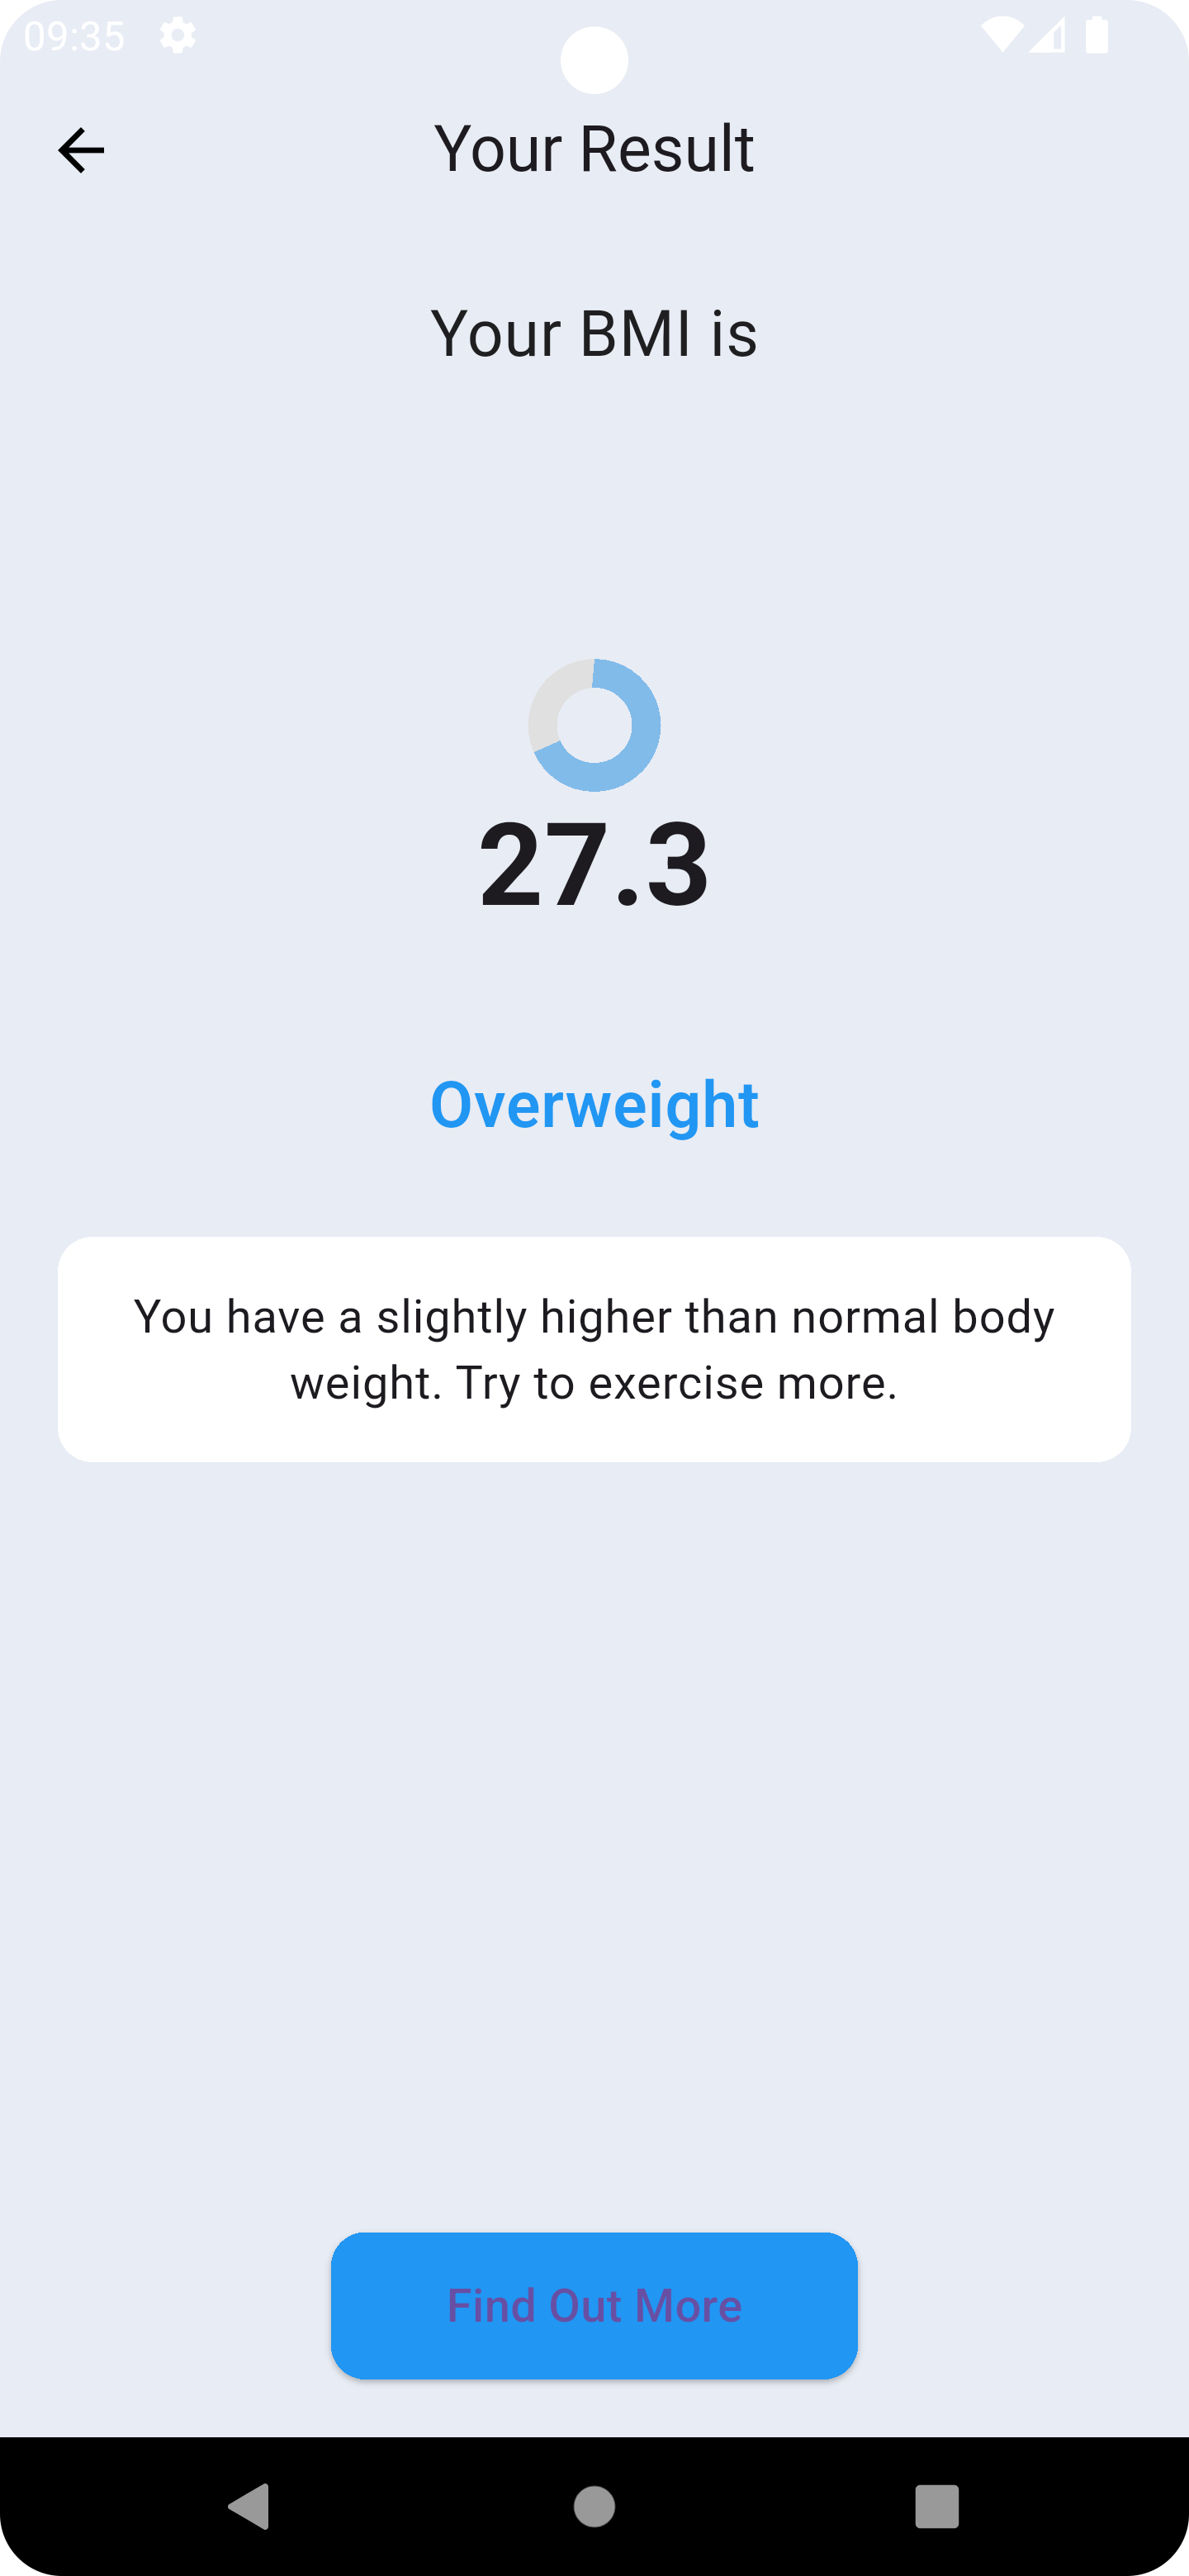 09:35
Your Result
Your BMI is
27.3
Overweight
You have a slightly higher than normal body
weight. Try to exercise more.
Find Out More